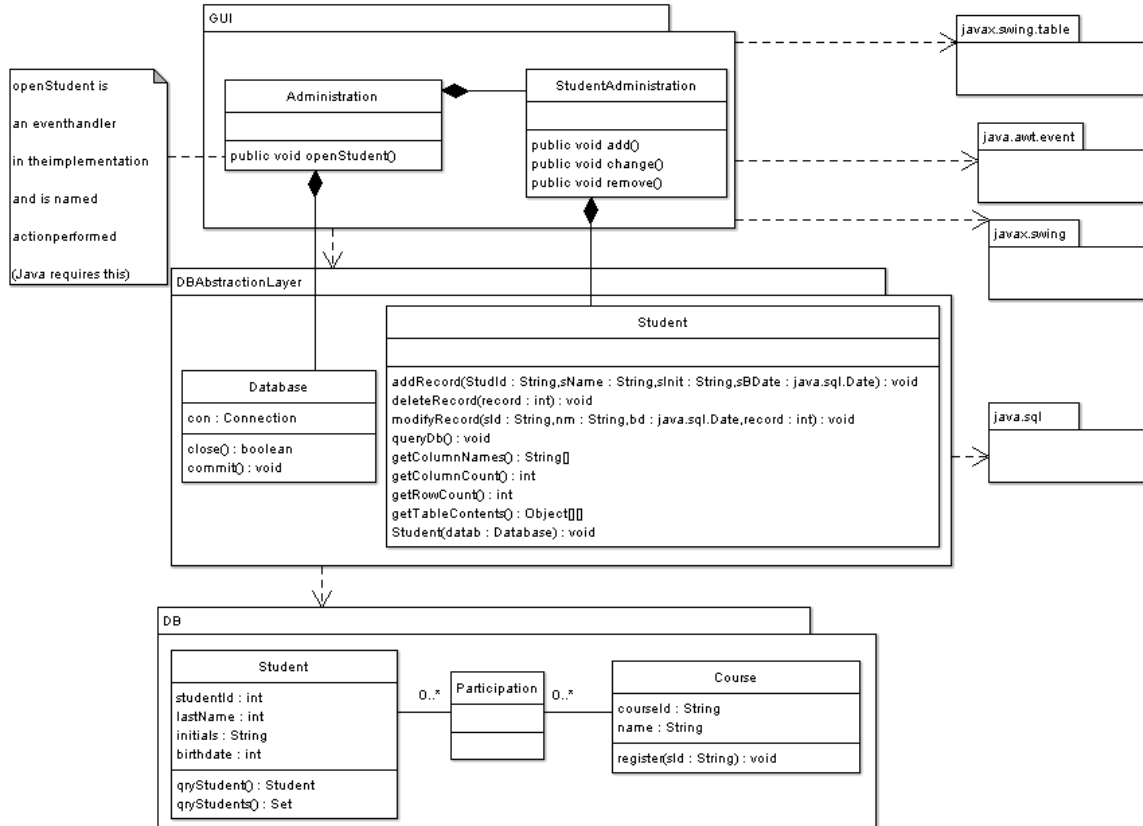 GUI
javax.swing.table
openStudent is
an eventhandler
in theimplementation
and is named
actionperformed
(Java requires this)
Administration
public void openStudent()
StudentAdministration
public void add()
public void change()
public void remove()
java.awt.event
javax.swing
DBAbstractionLayer
Database
con : Connection
close() : boolean
commit() : void
Student
addRecord(StudId : String,sName : String,sInit : String,sBDate : java.sql.Date) : void
deleteRecord(record : int) : void
modifyRecord(sId : String,nm : String,bd : java.sql.Date,record : int) : void
queryDb() : void
getColumnNames() : String[]
getColumnCount() : int
getRowCount() : int
getTableContents() : Object[][]
Student(datab : Database) : void
java.sql
DB
Student
studentId : int
lastName : int
initials : String
birthdate : int
qryStudent() : Student
qryStudents() : Set
0..*
Participation
0..*
Course
courseId : String
name : String
register(sId : String) : void